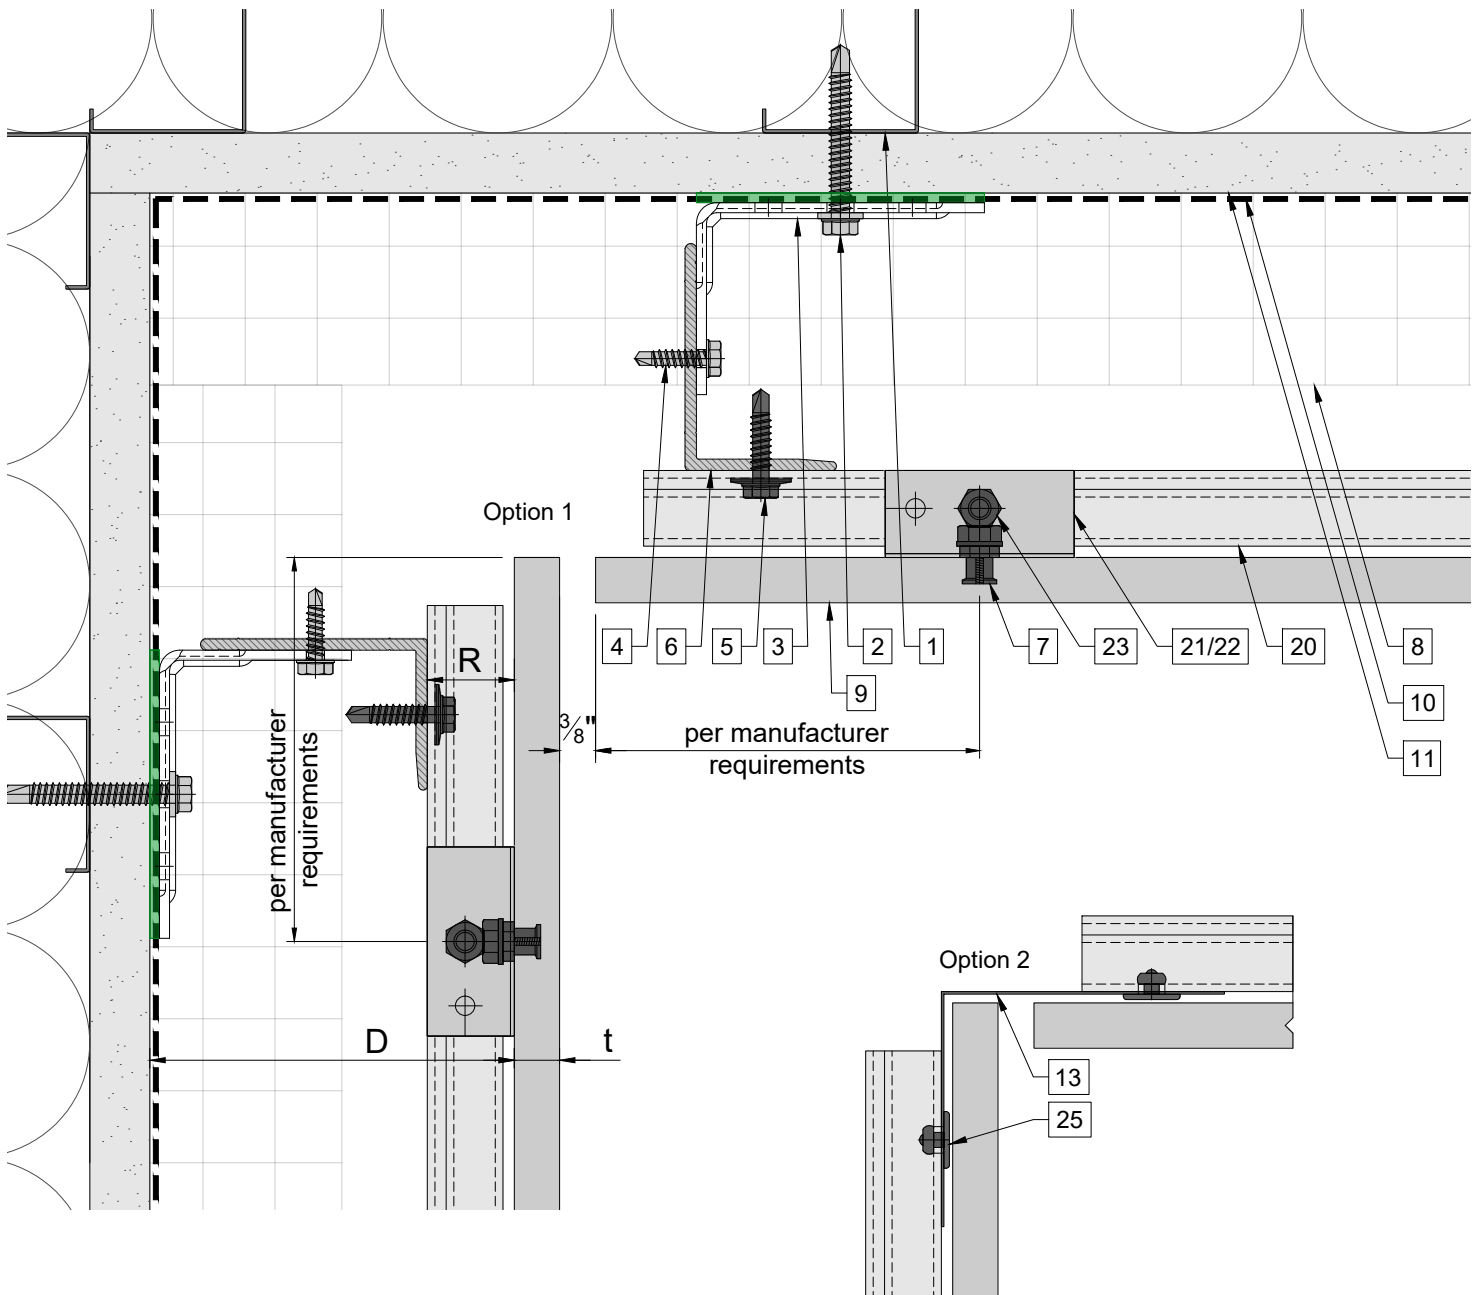 Option 1
4
6
5
3
2
1
7
23
21/22
20
8
9
10
11
R
3/8"
per manufacturer
requirements
per manufacturer
requirements
D
t
Option 2
13
25